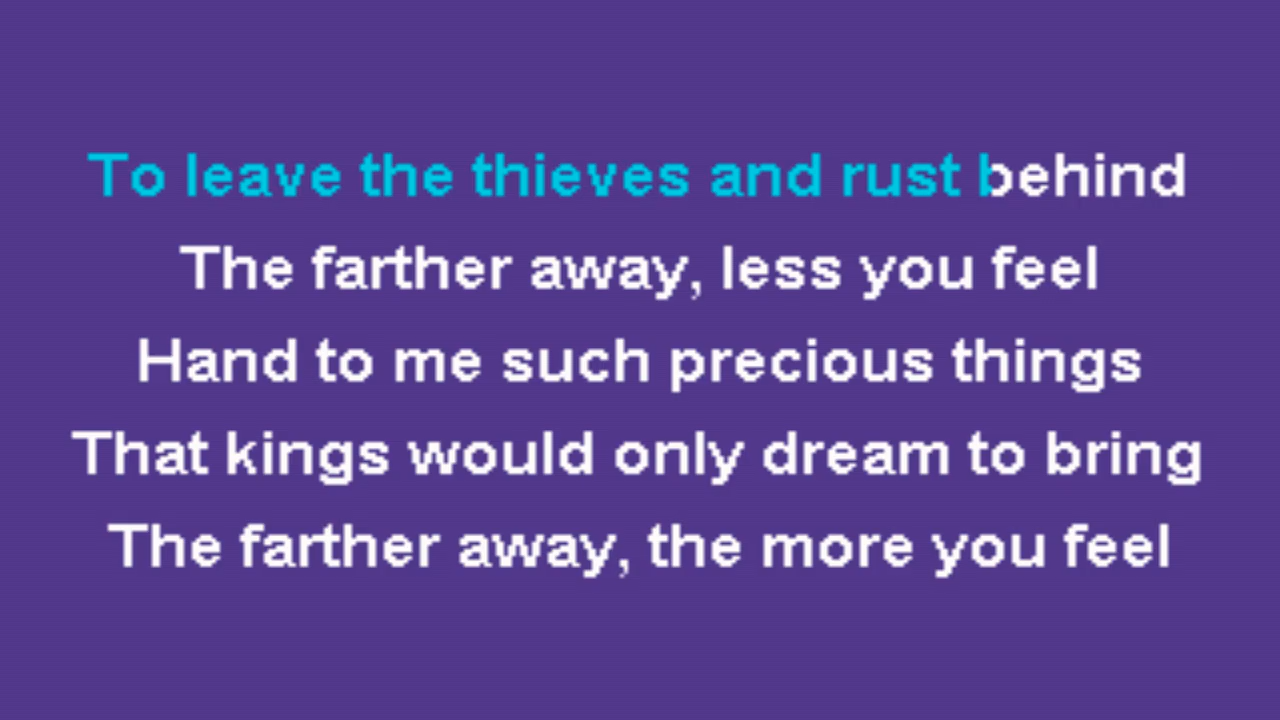 To leave the thieves and rust behind
The farther away, less you feel
Hand to me such precious things
That kings would only dream to bring
The farther away, the more you feel